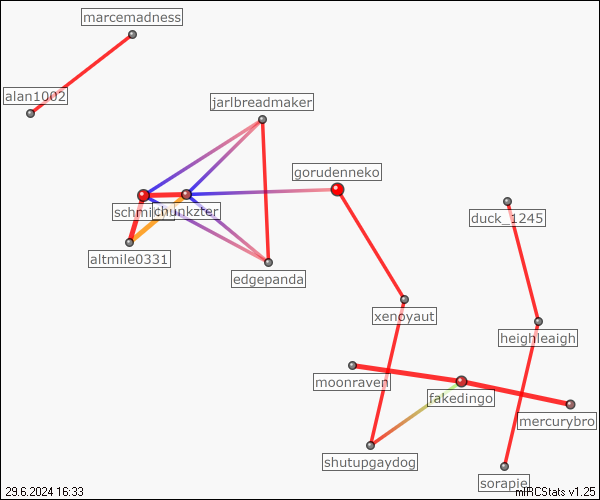 marcemadness
alan1002
jarlbreadmaker
gorudenneko
chunkzter
duck_1245
altmile0331
edgepanda
xenoyaut
heighleaigh
moonraven
fakedingo
mercurybro
shutupgaydog
sorapie
29.6.2024 16:33
mIRCStats v1.25